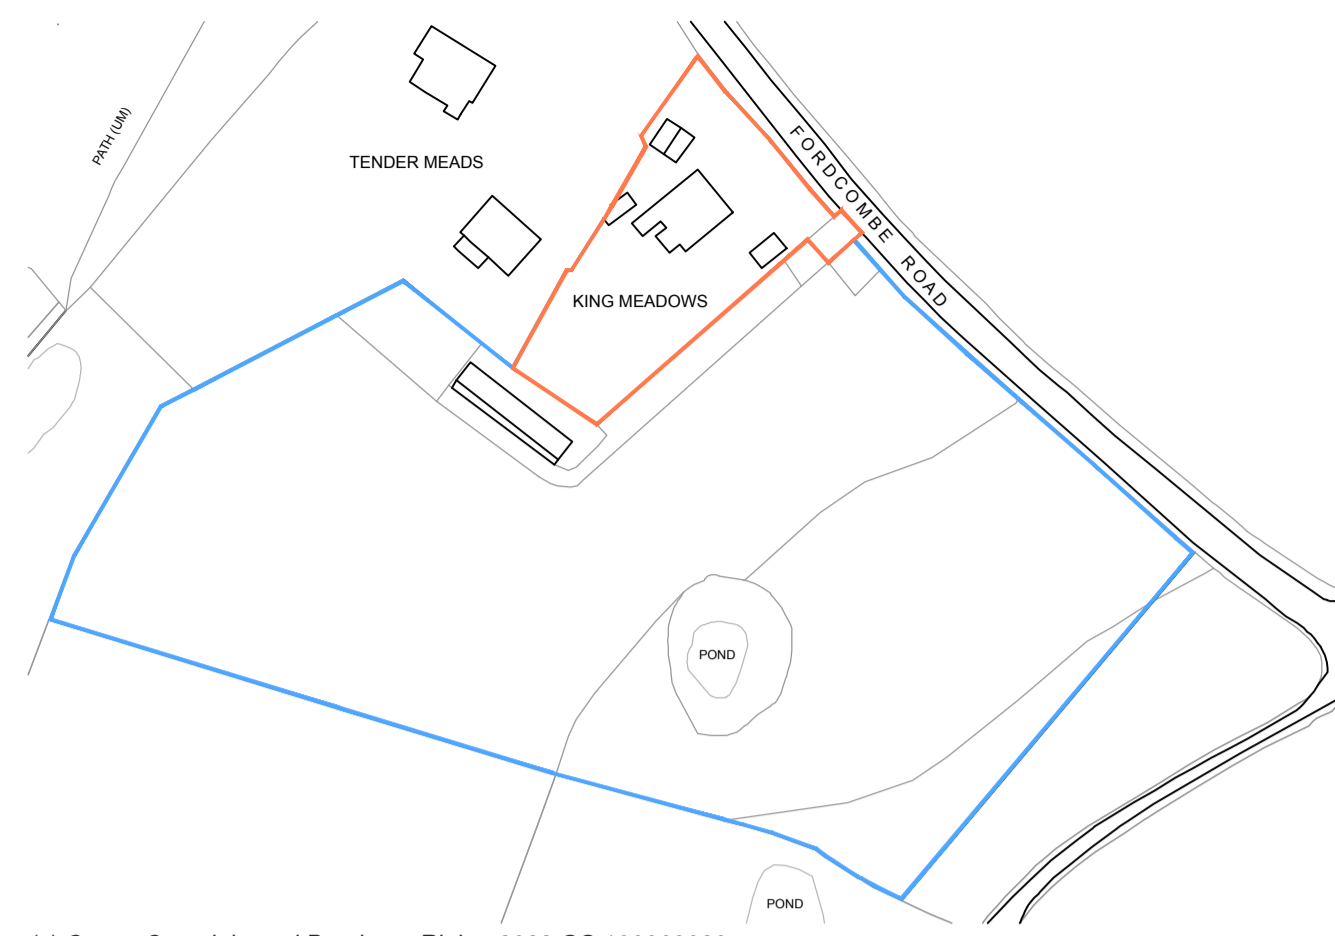 PATH (UM)
TENDER MEADS
FORDCOMBE ROAD
KING MEADOWS
POND
POND